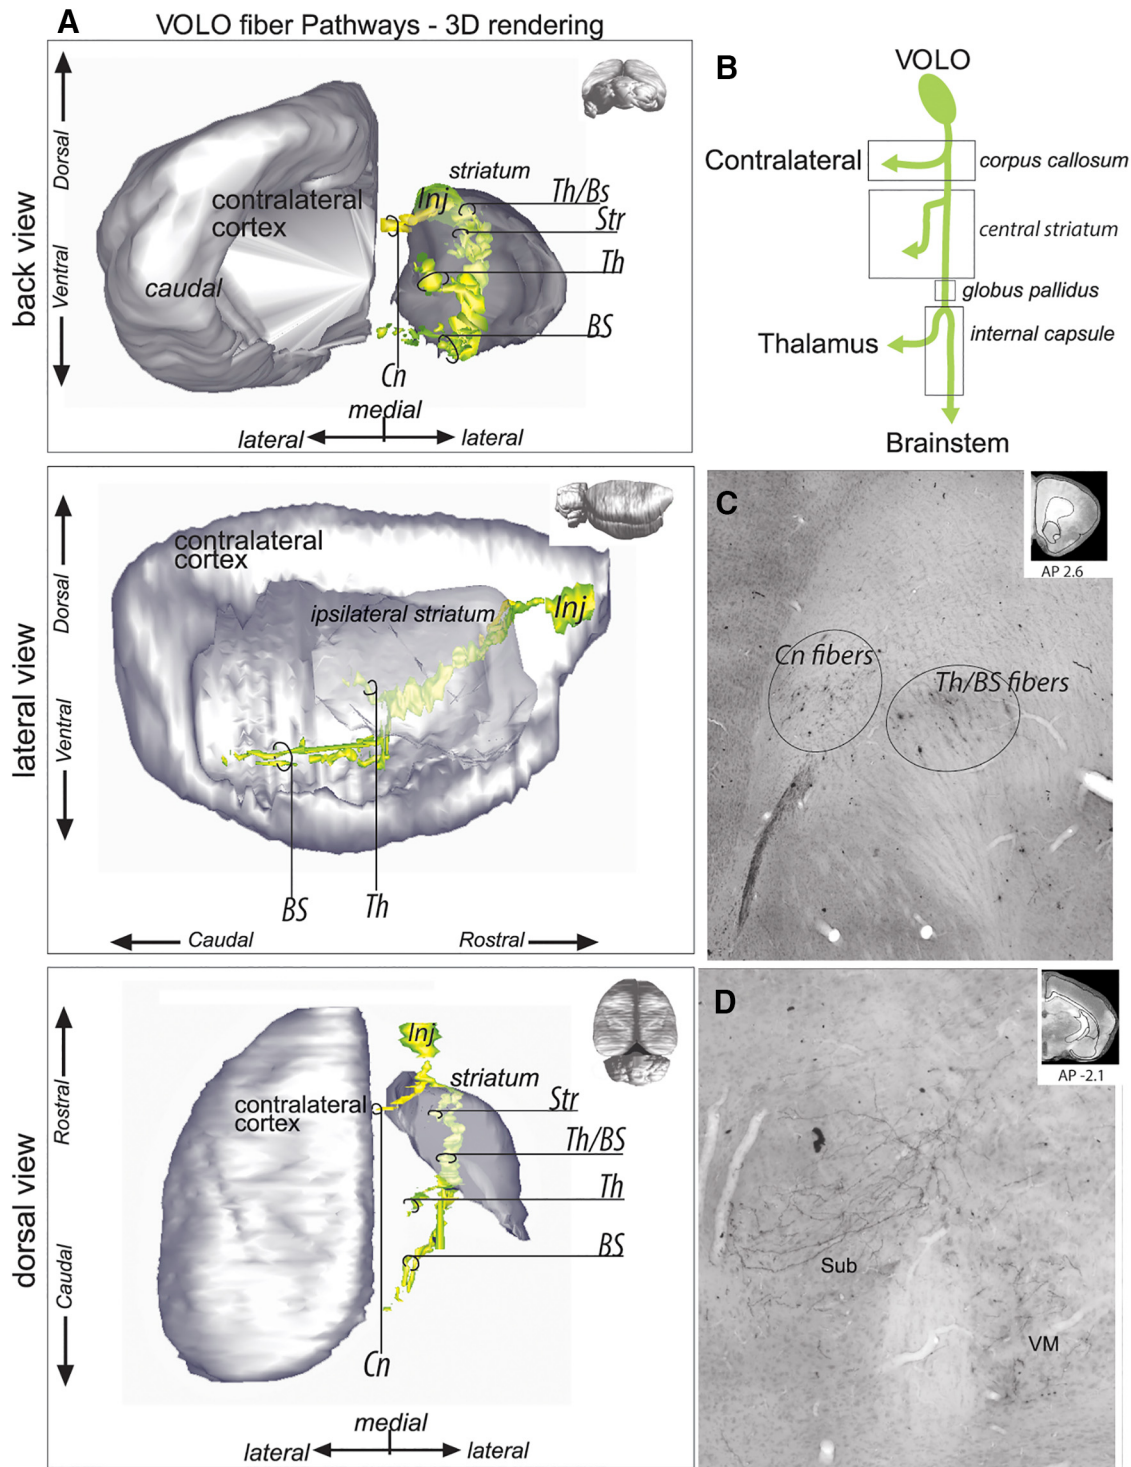 A
VOLO fiber Pathways - 3D rendering
back view
Dorsal
Ventral
contralateral
cortex
caudal
striatum
Inj
Th/Bs
Str
Th
BS
Cn
medial
lateral
lateral
B
VOLO
Contralateral
corpus callosum
central striatum
globus pallidus
internal capsule
Thalamus
Brainstem
lateral view
Dorsal
Ventral
contralateral
cortex
ipsilateral striatum
Inj
BS
Th
Caudal
Rostral
C
AP 2.6
Cn fibers
Th/BS fibers
dorsal view
Rostral
Caudal
Inj
striatum
contralateral
cortex
Str
Th/BS
Th
BS
Cn
medial
lateral
lateral
D
AP -2.1
Sub
VM